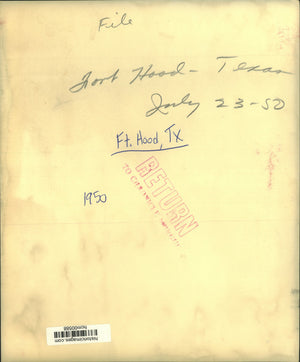 File
Fort Hood - Texas
July 23-50
Ft. Hood, TX
RETURN
1950
historicimages.com